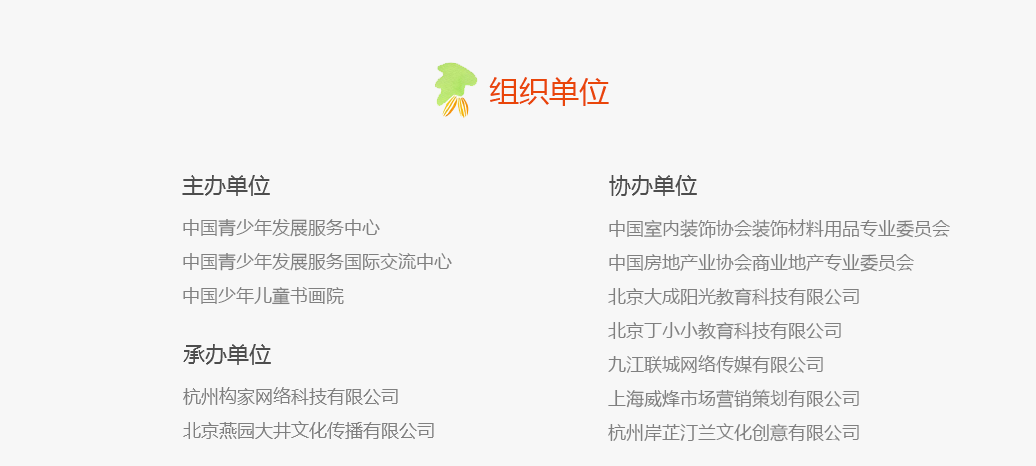 组织单位
主办单位
中国青少年发展服务中心
中国青少年发展服务国际交流中心
中国少年儿童书画院
承办单位
杭州构家网络科技有限公司
北京燕园大井文化传播有限公司
协办单位
中国室内装饰协会装饰材料用品专业委员会
中国房地产业协会商业地产专业委员会
北京大成阳光教育科技有限公司
北京丁小小教育科技有限公司
九江联城网络传媒有限公司
上海威烽市场营销策划有限公司
杭州岸芷汀兰文化创意有限公司